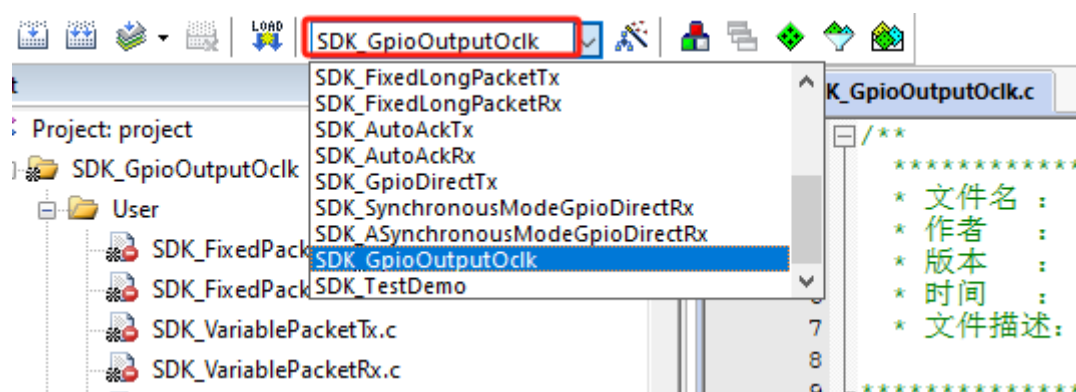 LOAD
SDK_GpioOutputOclk
SDK_FixedLongPacketTx
SDK_FixedLongPacketRx
SDK_AutoAckTx
SDK_AutoAckRx
SDK_GpioDirectTx
SDK_SynchronousModeGpioDirectRx
SDK_ASynchronousModeGpioDirectRx
SDK_GpioOutputOclk
SDK_TestDemo
t
Project: project
SDK_GpioOutputOclk
User
SDK_FixedPack
SDK_FixedPack
SDK_VariablePacketTx.c
SDK_VariablePacketRx.c
K_GpioOutputOclk.c
/**
************
* 文件名 :
* 作者 :
* 版本 :
* 时间 :
7 * 文件描述:
8
9 **************